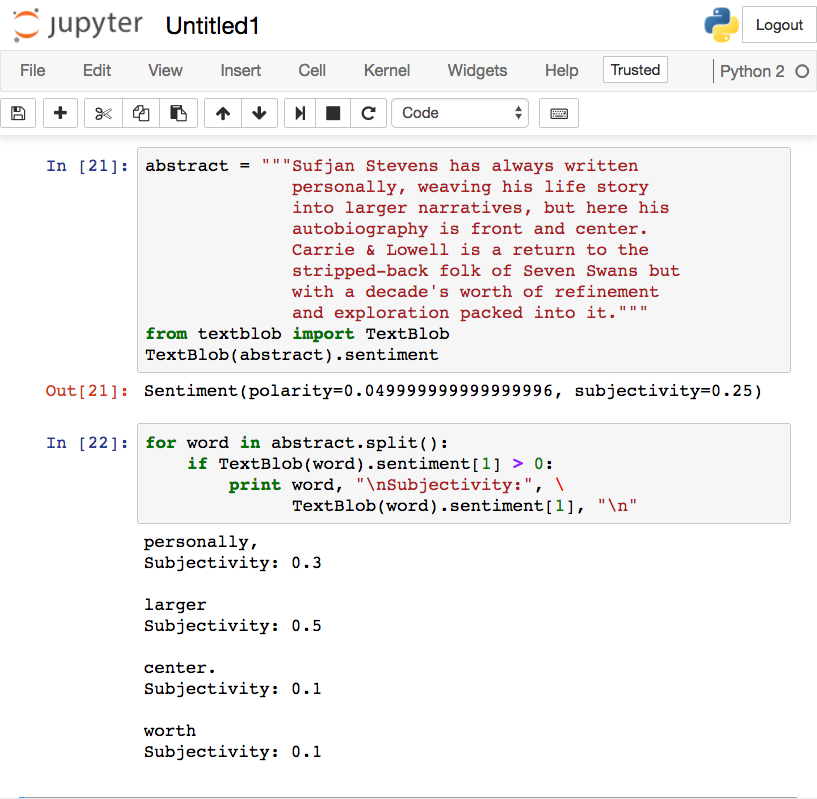 jupyter Untitled1 Logout
File Edit View Insert Cell Kernel Widgets Help Trusted Python 2
Code
In [21]: abstract = """Sufjan Stevens has always written
personally, weaving his life story
into larger narratives, but here his
autobiography is front and center.
Carrie & Lowell is a return to the
stripped-back folk of Seven Swans but
with a decade's worth of refinement
and exploration packed into it."""
from textblob import TextBlob
TextBlob(abstract).sentiment
Out[21]: Sentiment(polarity=0.049999999999999996, subjectivity=0.25)
In [22]: for word in abstract.split():
if TextBlob(word).sentiment[1] > 0:
print word, "\nSubjectivity:", \
TextBlob(word).sentiment[1], "\n"
personally,
Subjectivity: 0.3
larger
Subjectivity: 0.5
center.
Subjectivity: 0.1
worth
Subjectivity: 0.1